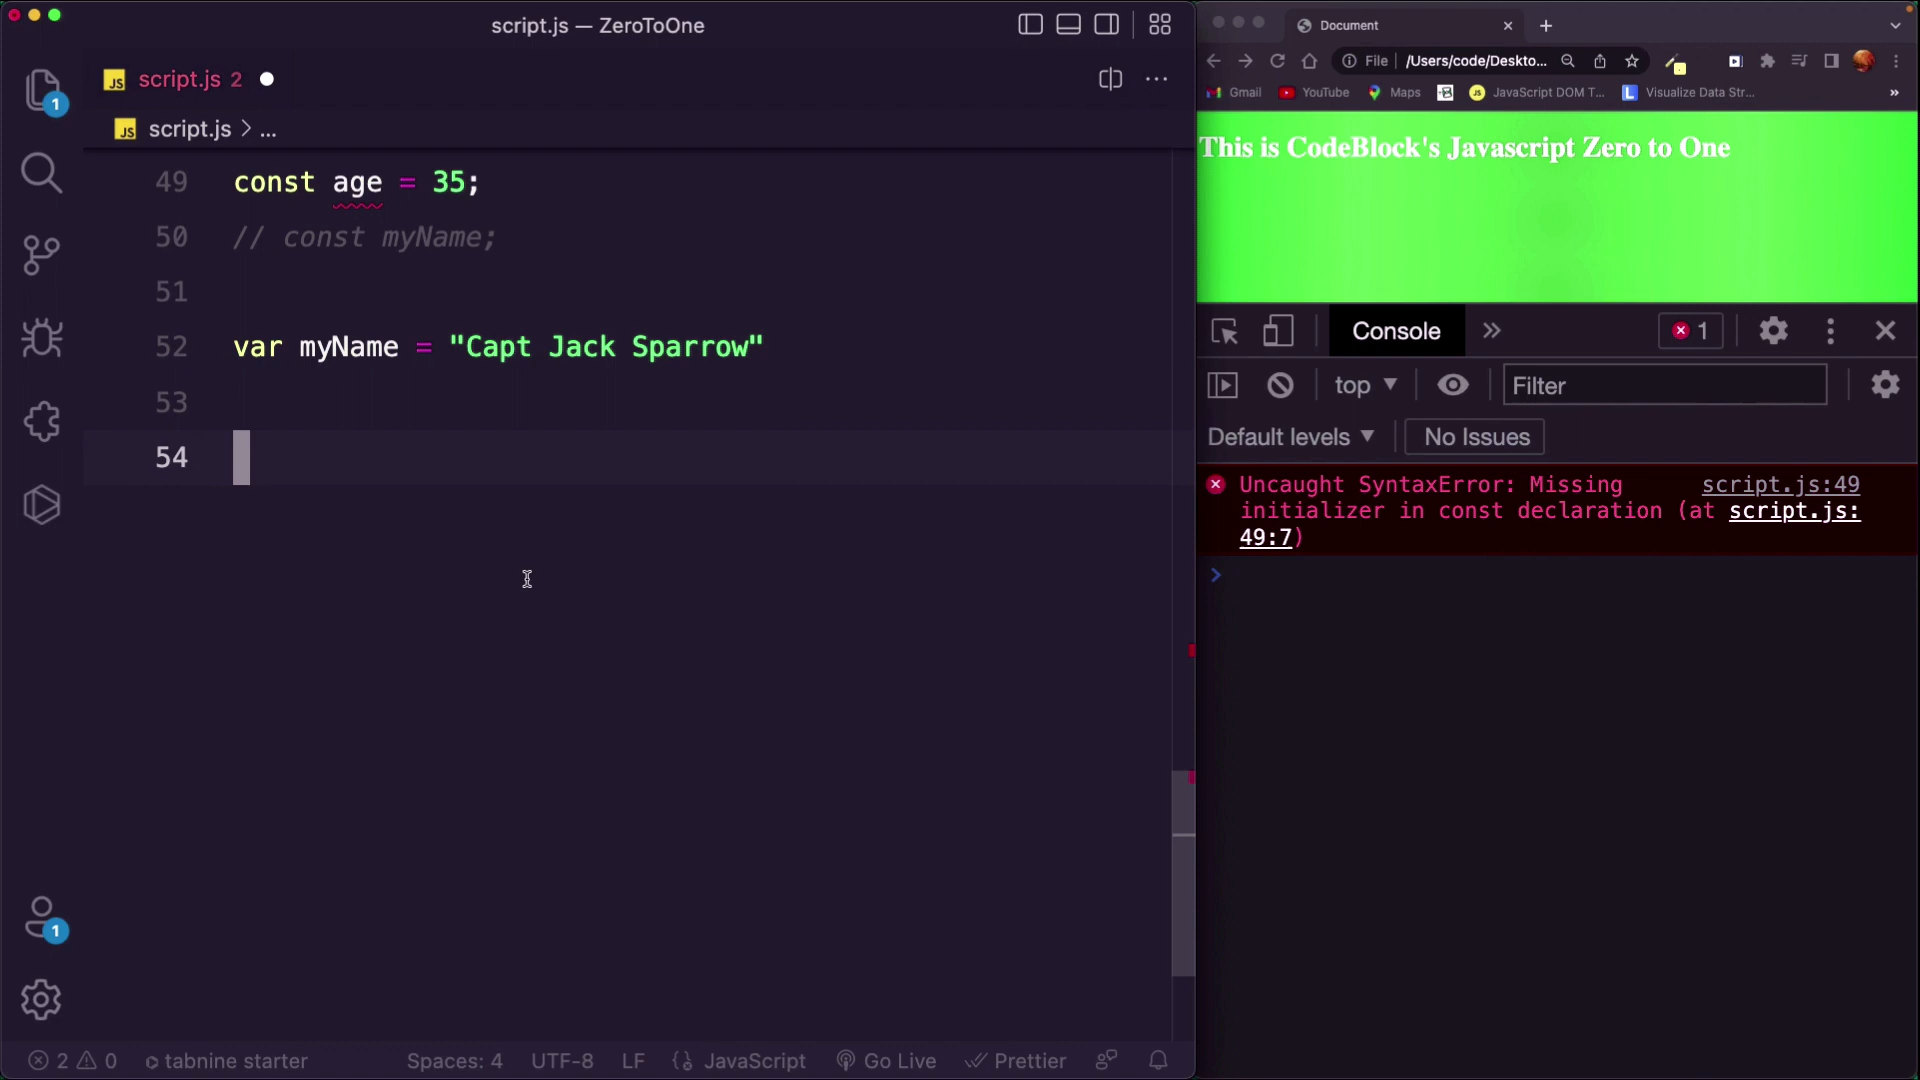 script.js — ZeroToOne
script.js 2
script.js > ...
49 const age = 35;
50 // const myName;
51
52 var myName = "Capt Jack Sparrow"
53
54
1
1
2 0 tabnine starter Spaces: 4 UTF-8 LF JavaScript Go Live Prettier
Document
File /Users/code/Deskto...
Gmail YouTube Maps JavaScript DOM T... Visualize Data Str... »
This is CodeBlock's Javascript Zero to One
Console » 1
top Filter
Default levels No Issues
Uncaught SyntaxError: Missing script.js:49
initializer in const declaration (at script.js:
49:7)
>